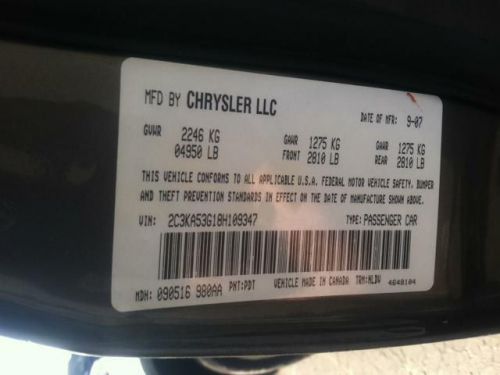 MFD BY CHRYSLER LLC DATE OF MFR: 9-07
GVWR 2246 KG GAWR 1275 KG GAWR 1275 KG
04950 LB FRONT 2810 LB REAR 2810 LB
THIS VEHICLE CONFORMS TO ALL APPLICABLE U.S.A. FEDERAL MOTOR VEHICLE SAFETY, BUMPER
AND THEFT PREVENTION STANDARDS IN EFFECT ON THE DATE OF MANUFACTURE SHOWN ABOVE.
VIN: 2C3KA53G18H109347 TYPE: PASSENGER CAR
MDH: 090516 980AA PNT: PDT VEHICLE MADE IN CANADA TRM: NLDV 4648104